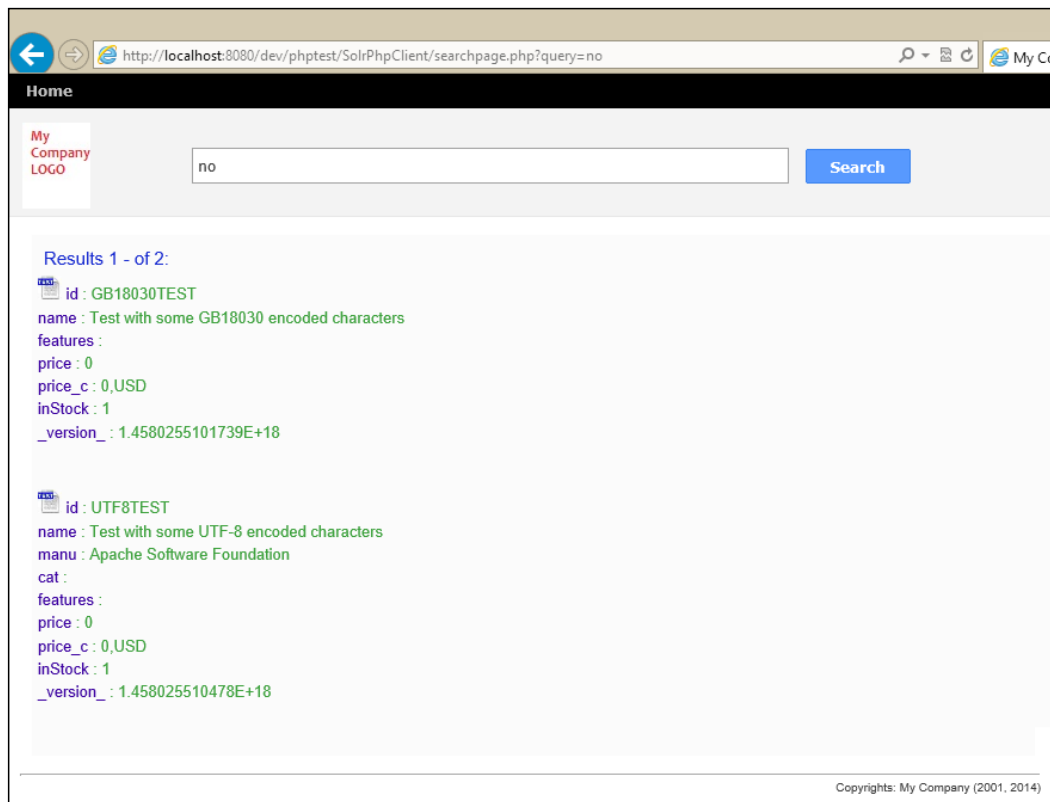 http://localhost:8080/dev/phptest/SolrPhpClient/searchpage.php?query=no
My Co
Home
My
Company
LOGO
no
Search
Results 1 - of 2:
TEXT id : GB18030TEST
name : Test with some GB18030 encoded characters
features :
price : 0
price_c : 0,USD
inStock : 1
_version_ : 1.4580255101739E+18
TEXT id : UTF8TEST
name : Test with some UTF-8 encoded characters
manu : Apache Software Foundation
cat :
features :
price : 0
price_c : 0,USD
inStock : 1
_version_ : 1.458025510478E+18
Copyrights: My Company (2001, 2014)